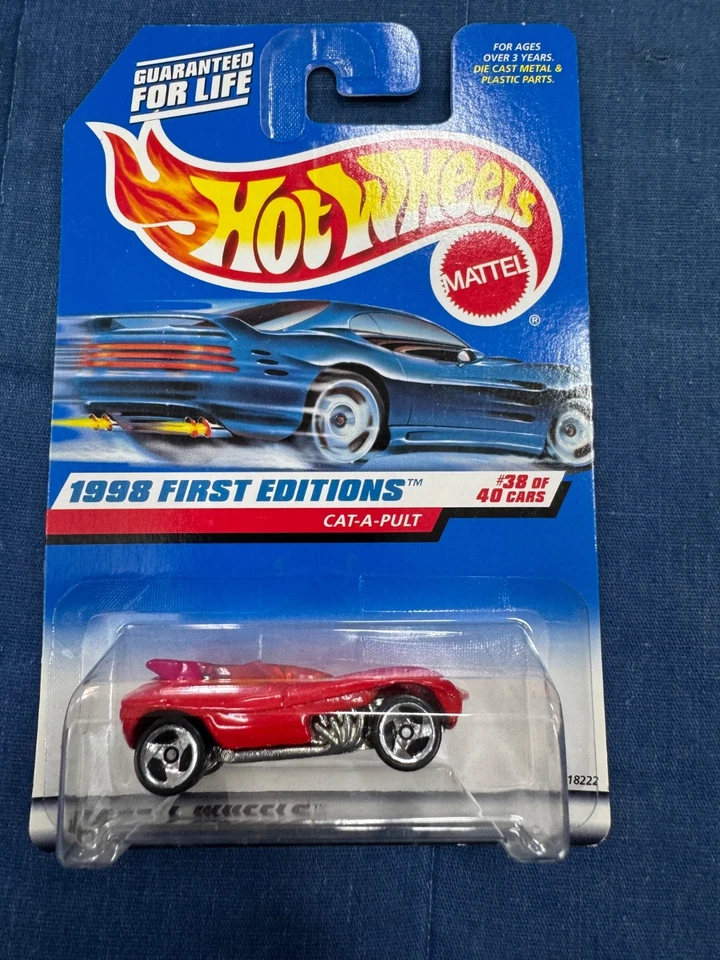 GUARANTEED
FOR LIFE
FOR AGES
OVER 3 YEARS.
DIE CAST METAL &
PLASTIC PARTS.
HOT WHEELS
MATTEL
®
1998 FIRST EDITIONS™
#38 OF
40 CARS
CAT-A-PULT
18222
WHEELS™